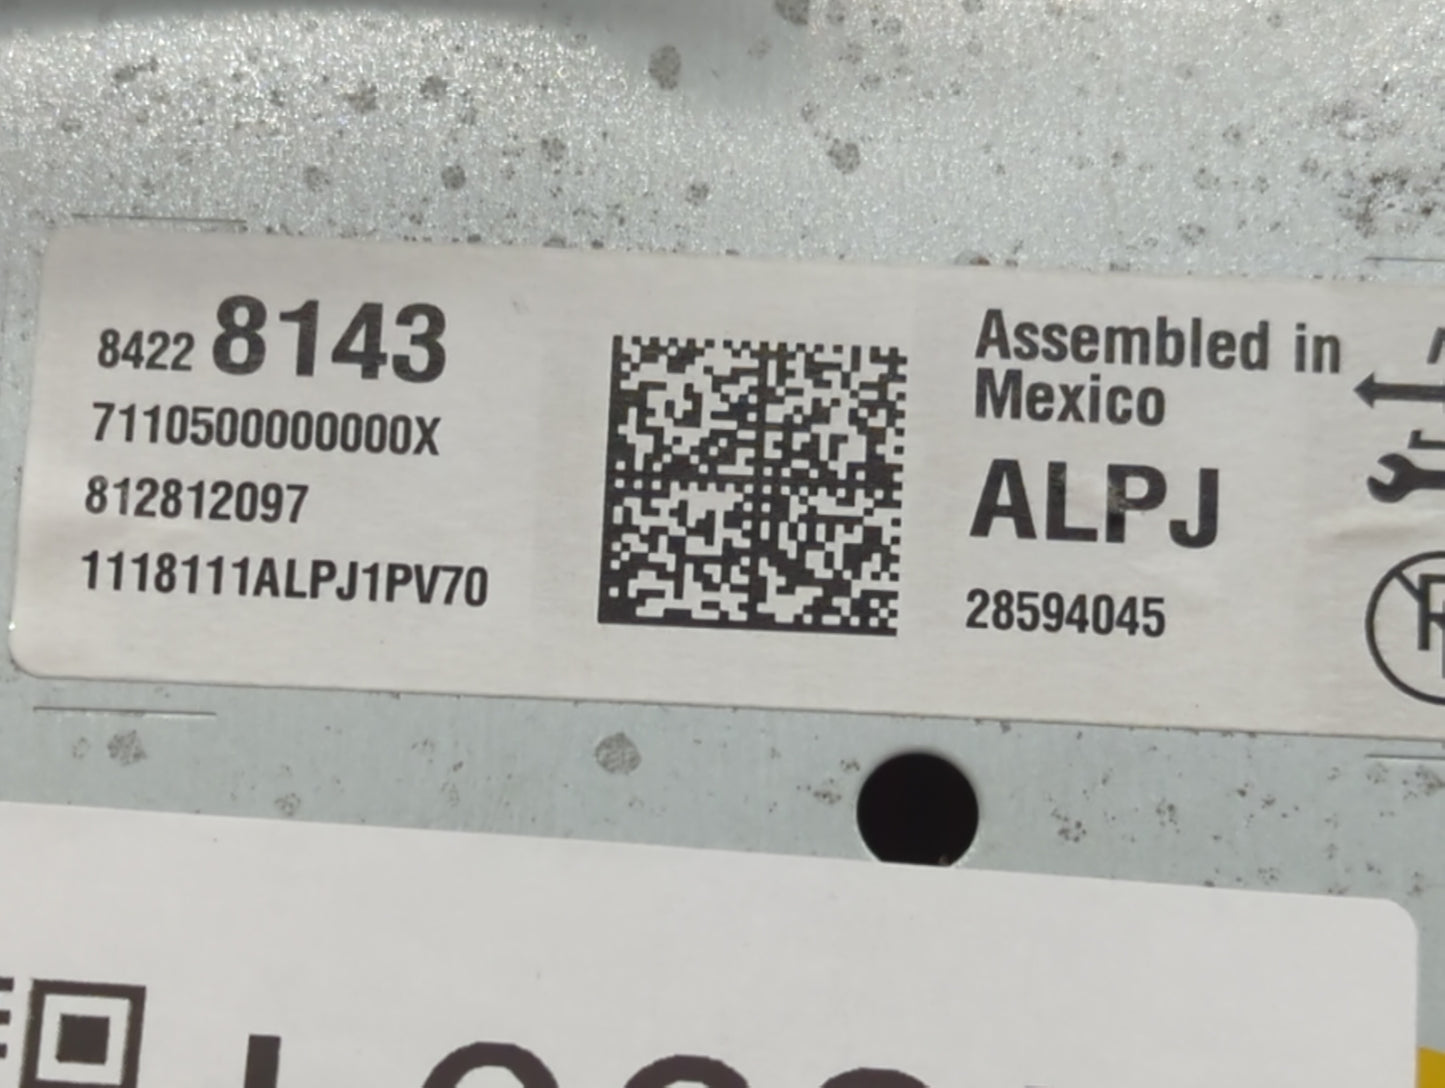 8422 8143
7110500000000X
812812097
1118111ALPJ1PV70
Assembled in
Mexico
ALPJ
28594045